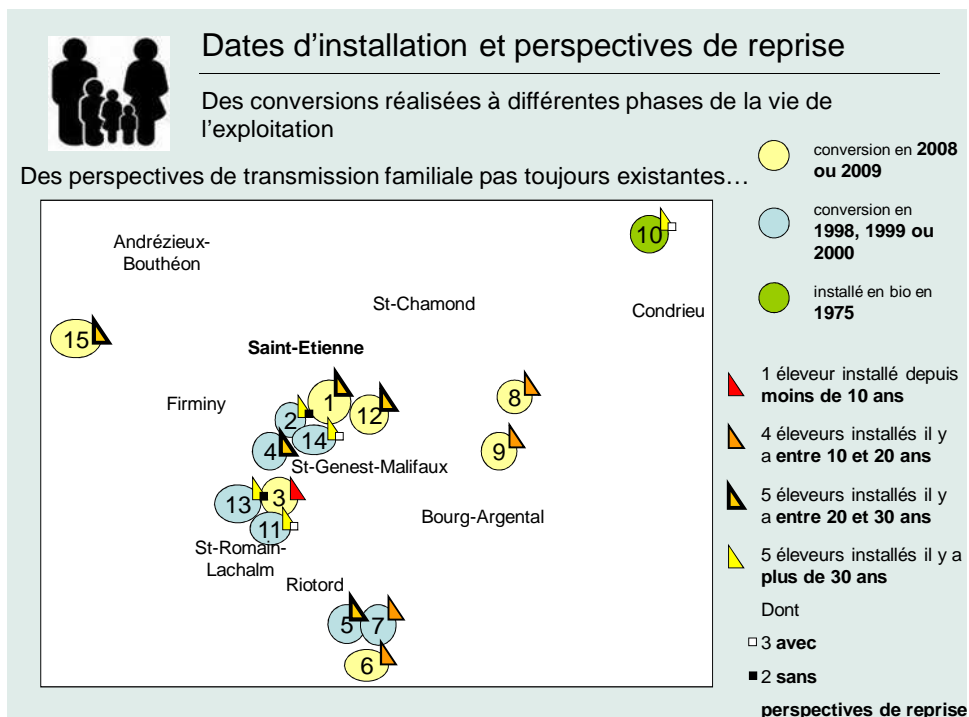 Dates d’installation et perspectives de reprise
Des conversions réalisées à différentes phases de la vie de
l’exploitation
Des perspectives de transmission familiale pas toujours existantes…
conversion en 2008
ou 2009
conversion en
1998, 1999 ou
2000
installé en bio en
1975
1 éleveur installé depuis
moins de 10 ans
4 éleveurs installés il y
a entre 10 et 20 ans
5 éleveurs installés il y
a entre 20 et 30 ans
5 éleveurs installés il y a
plus de 30 ans
Dont
3 avec
2 sans
perspectives de reprise
10
Andrézieux-
Bouthéon
St-Chamond
Condrieu
15
Saint-Etienne
Firminy
1
12
8
2
14
4
9
St-Genest-Malifaux
13
3
11
Bourg-Argental
St-Romain-
Lachalm
Riotord
5
7
6